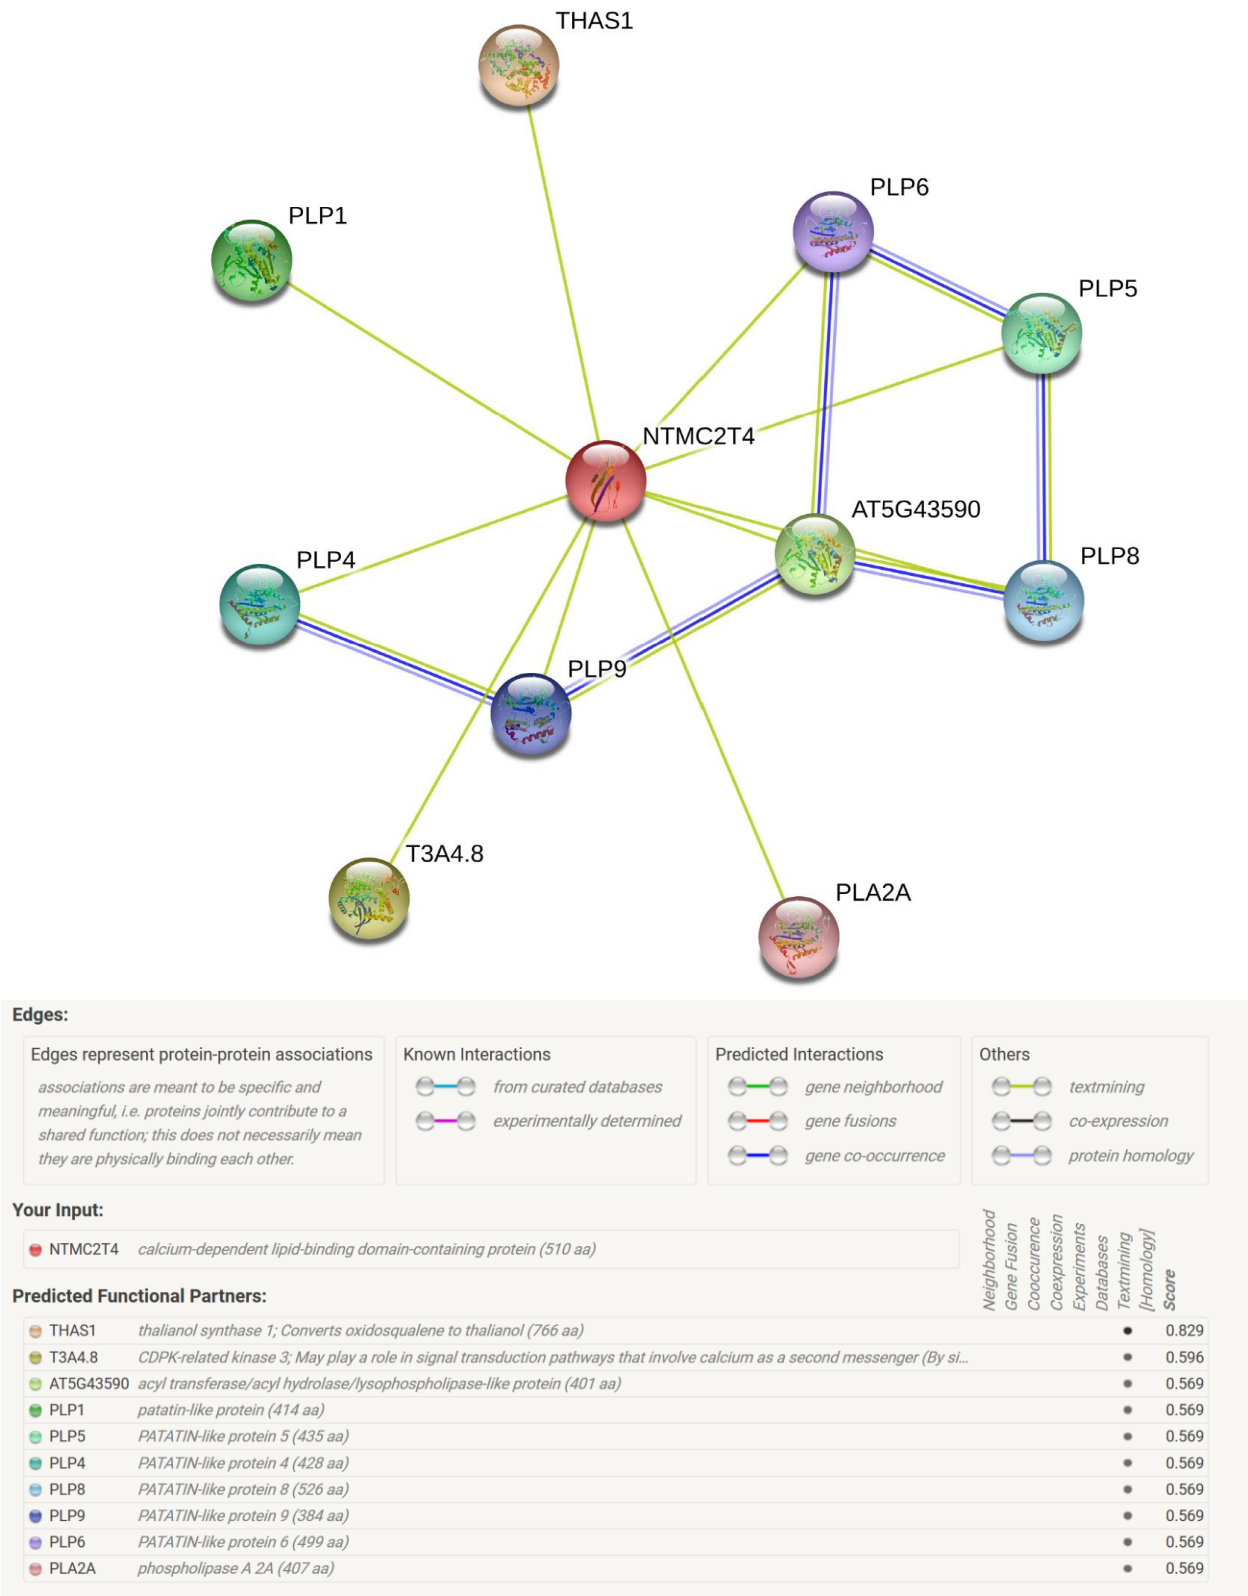 THAS1
PLP6
PLP1
PLP5
NTMC2T4
AT5G43590
PLP4
PLP8
PLP9
T3A4.8
PLA2A
Edges:
Edges represent protein-protein associations
associations are meant to be specific and
meaningful, i.e. proteins jointly contribute to a
shared function; this does not necessarily mean
they are physically binding each other.
Known Interactions
from curated databases
experimentally determined
Predicted Interactions
gene neighborhood
gene fusions
gene co-occurrence
Others
textmining
co-expression
protein homology
Your Input:
NTMC2T4 calcium-dependent lipid-binding domain-containing protein (510 aa)
Neighborhood
Gene Fusion
Cooccurence
Coexpression
Experiments
Databases
Textmining
[Homology]
Score
Predicted Functional Partners:
THAS1 thalianol synthase 1; Converts oxidosqualene to thalianol (766 aa) 0.829
T3A4.8 CDPK-related kinase 3; May play a role in signal transduction pathways that involve calcium as a second messenger (By si... 0.596
AT5G43590 acyl transferase/acyl hydrolase/lysophospholipase-like protein (401 aa) 0.569
PLP1 patatin-like protein (414 aa) 0.569
PLP5 PATATIN-like protein 5 (435 aa) 0.569
PLP4 PATATIN-like protein 4 (428 aa) 0.569
PLP8 PATATIN-like protein 8 (526 aa) 0.569
PLP9 PATATIN-like protein 9 (384 aa) 0.569
PLP6 PATATIN-like protein 6 (499 aa) 0.569
PLA2A phospholipase A 2A (407 aa) 0.569